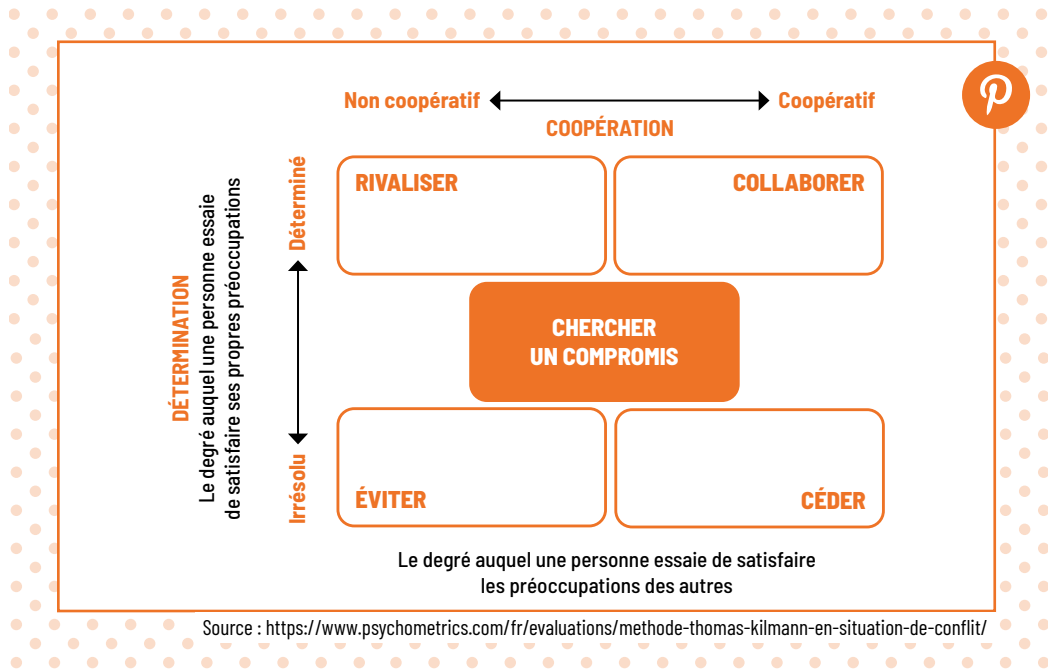 Non coopératif
Coopératif
COOPÉRATION
DÉTERMINATION
Le degré auquel une personne essaie
de satisfaire ses propres préoccupations
Déterminé
Irrésolu
RIVALISER
COLLABORER
CHERCHER
UN COMPROMIS
ÉVITER
CÉDER
Le degré auquel une personne essaie de satisfaire
les préoccupations des autres
Source : https://www.psychometrics.com/fr/evaluations/methode-thomas-kilmann-en-situation-de-conflit/